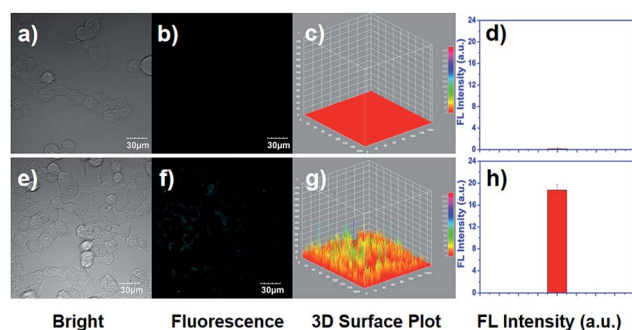 a) b) c) d)
30μm 30μm
FL Intensity (a.u.)
24
20
16
12
8
4
0
e) f) g) h)
30μm 30μm
FL Intensity (a.u.)
24
20
16
12
8
4
0
Bright Fluorescence 3D Surface Plot FL Intensity (a.u.)